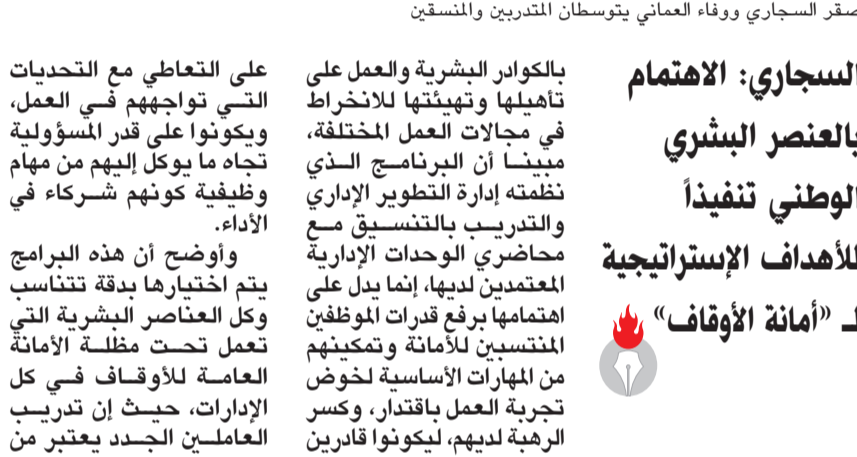 صقر السجاري ووفاء العماني يتوسطان المتدربين والمنسقين
السجاري: الاهتمام
بالعنصر البشري
الوطني تنفيذاً
للأهداف الإستراتيجية
لـ «أمانة الأوقاف»
بالكوادر البشرية والعمل على
تأهيلها وتهيئتها للانخراط
في مجالات العمل المختلفة،
مبينا أن البرنامج الذي
نظمته إدارة التطوير الإداري
والتدريب بالتنسيق مع
محاضري الوحدات الإدارية
المعتمدين لديها، إنما يدل على
اهتمامها برفع قدرات الموظفين
المنتسبين للأمانة وتمكينهم
من المهارات الأساسية لخوض
تجربة العمل باقتدار، وكسر
الرهبة لديهم، ليكونوا قادرين
على التعاطي مع التحديات
التي تواجههم في العمل،
ويكونوا على قدر المسؤولية
تجاه ما يوكل إليهم من مهام
وظيفية كونهم شركاء في
الأداء.
وأوضح أن هذه البرامج
يتم اختيارها بدقة تتناسب
وكل العناصر البشرية التي
تعمل تحت مظلة الأمانة
العامة للأوقاف في كل
الإدارات، حيث إن تدريب
العاملين الجدد يعتبر من